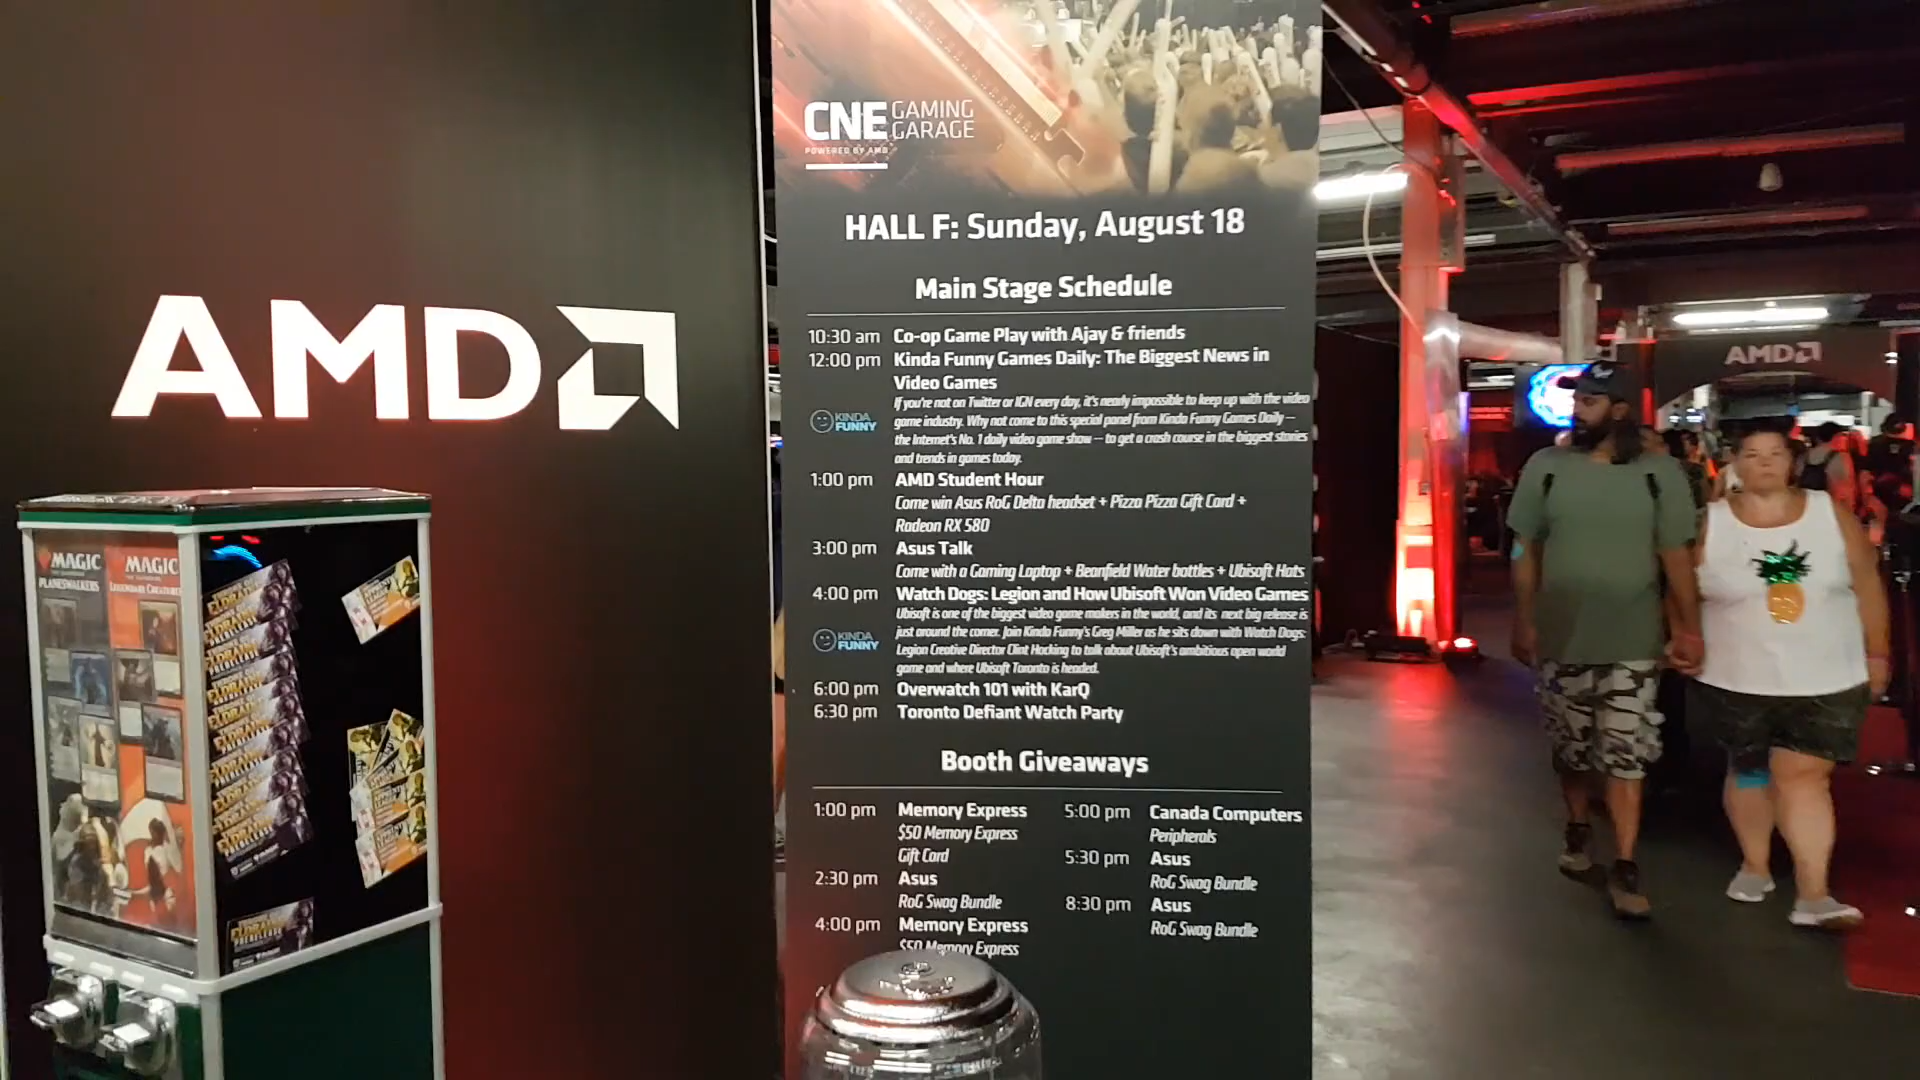 AMD
CNE GAMING
GARAGE
POWERED BY AMD
HALL F: Sunday, August 18
Main Stage Schedule
10:30 am Co-op Game Play with Ajay & friends
12:00 pm Kinda Funny Games Daily: The Biggest News in
Video Games
If you're not on Twitter or IGN every day, it's nearly impossible to keep up with the video
game industry. Why not come to this special panel from Kinda Funny Games Daily —
the Internet's No. 1 daily video game show — to get a crash course in the biggest stories
and trends in games today.
KINDA
FUNNY
1:00 pm AMD Student Hour
Come win Asus RoG Delta headset + Pizza Pizza Gift Card +
Radeon RX 580
3:00 pm Asus Talk
Come with a Gaming Laptop + Beanfield Water bottles + Ubisoft Hats
4:00 pm Watch Dogs: Legion and How Ubisoft Won Video Games
Ubisoft is one of the biggest video game makers in the world, and its next big release is
just around the corner. Join Kinda Funny's Greg Miller as he sits down with Watch Dogs:
Legion Creative Director Clint Hocking to talk about Ubisoft's ambitious open world
game and where Ubisoft Toronto is headed.
KINDA
FUNNY
6:00 pm Overwatch 101 with KarQ
6:30 pm Toronto Defiant Watch Party
Booth Giveaways
1:00 pm Memory Express
$50 Memory Express
Gift Card
2:30 pm Asus
RoG Swag Bundle
4:00 pm Memory Express
$50 Memory Express
5:00 pm Canada Computers
Peripherals
5:30 pm Asus
RoG Swag Bundle
8:30 pm Asus
RoG Swag Bundle
AMD
MAGIC
PLANESWALKERS
MAGIC
LEGENDARY CREATURES
THRONE OF
ELDRAINE
PRERELEASE